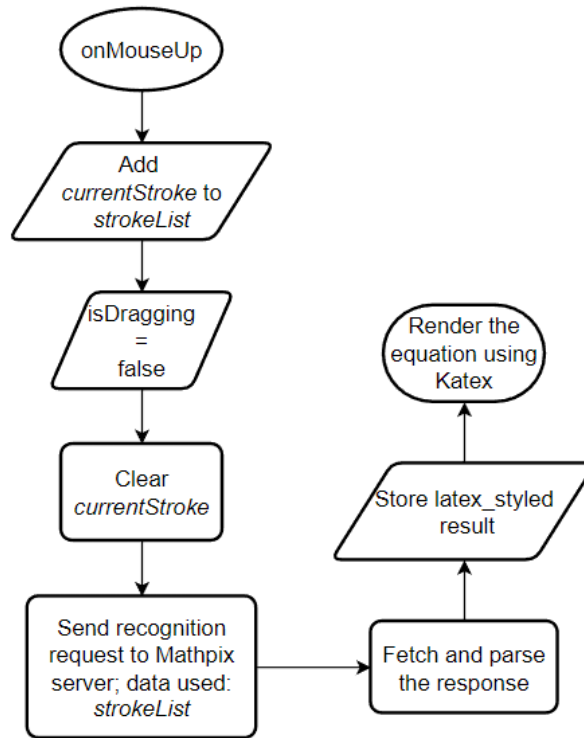 onMouseUp
Add
currentStroke to
strokeList
isDragging
=
false
Clear
currentStroke
Send recognition
request to Mathpix
server; data used:
strokeList
Fetch and parse
the response
Store latex_styled
result
Render the
equation using
Katex